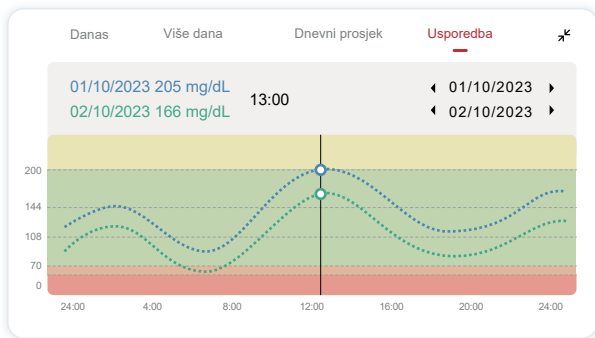 Danas Više dana Dnevni prosjek Usporedba
01/10/2023 205 mg/dL
02/10/2023 166 mg/dL
13:00
01/10/2023
02/10/2023
200
144
108
70
0
24:00 4:00 8:00 12:00 16:00 20:00 24:00